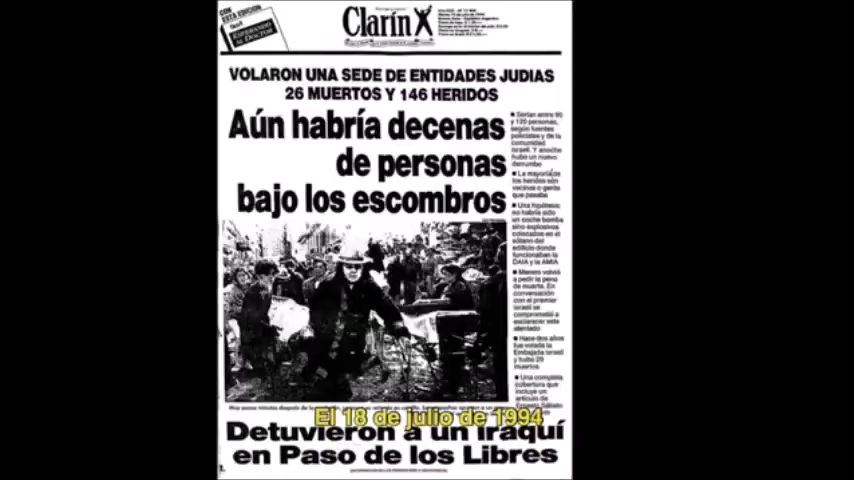 CON
ESTA EDICION
ESPERANDO
AL DOCTOR
Clarín
VOLARON UNA SEDE DE ENTIDADES JUDIAS
26 MUERTOS Y 146 HERIDOS
Aún habría decenas
de personas
bajo los escombros
Serían entre 90
y 120 personas,
según fuentes
policiales y de la
comunidad
israelí. Y anoche
hubo un nuevo
derrumbe
La mayoría de
los heridos son
vecinos o gente
que pasaba
Una hipótesis:
no habría sido
un coche bomba
sino explosivos
colocados en el
sótano del
edificio donde
funcionaban la
DAIA y la AMIA
Menem volvió
a pedir la pena
de muerte. En
conversación
con el premier
israelí se
comprometió a
esclarecer este
atentado
Hace dos años
fue volada la
Embajada israelí
y hubo 29
muertos
Una completa
cobertura que
incluye un
artículo de
El 18 de julio de 1994
Detuvieron a un iraquí
en Paso de los Libres